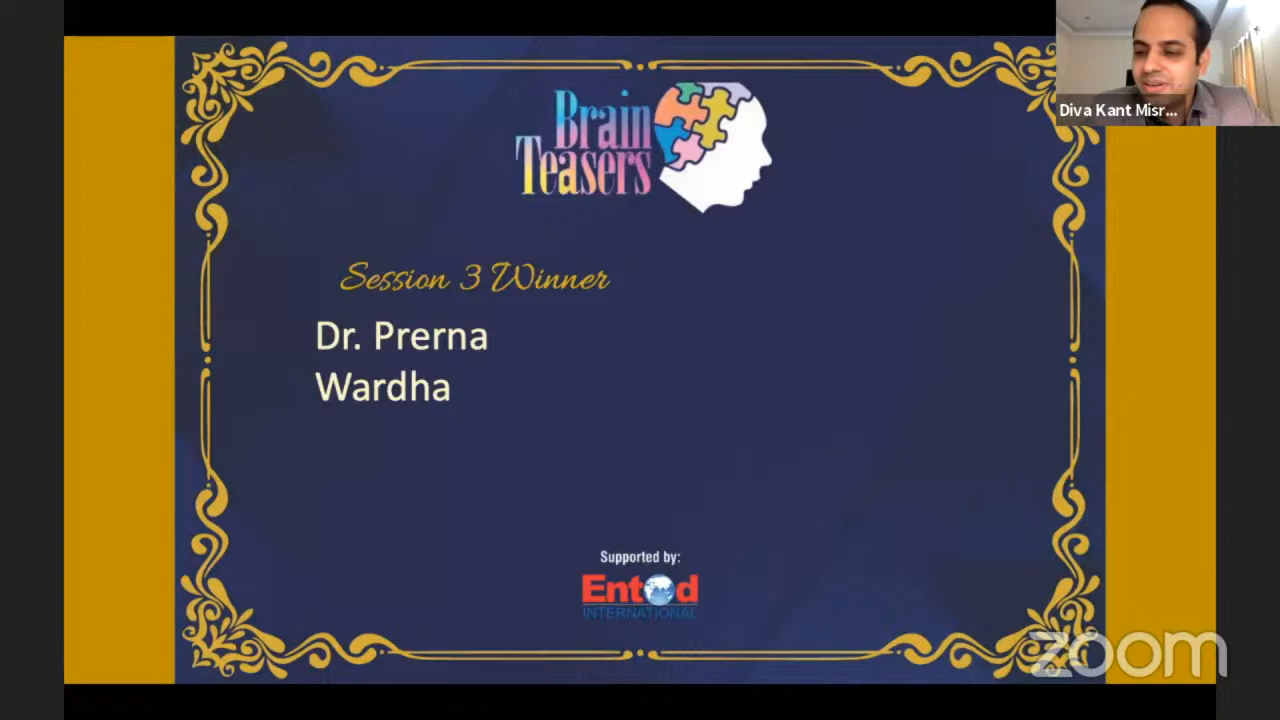 Brain
Teasers
Diva Kant Misr...
Session 3 Winner
Dr. Prerna
Wardha
Supported by:
Entod
INTERNATIONAL
zoom